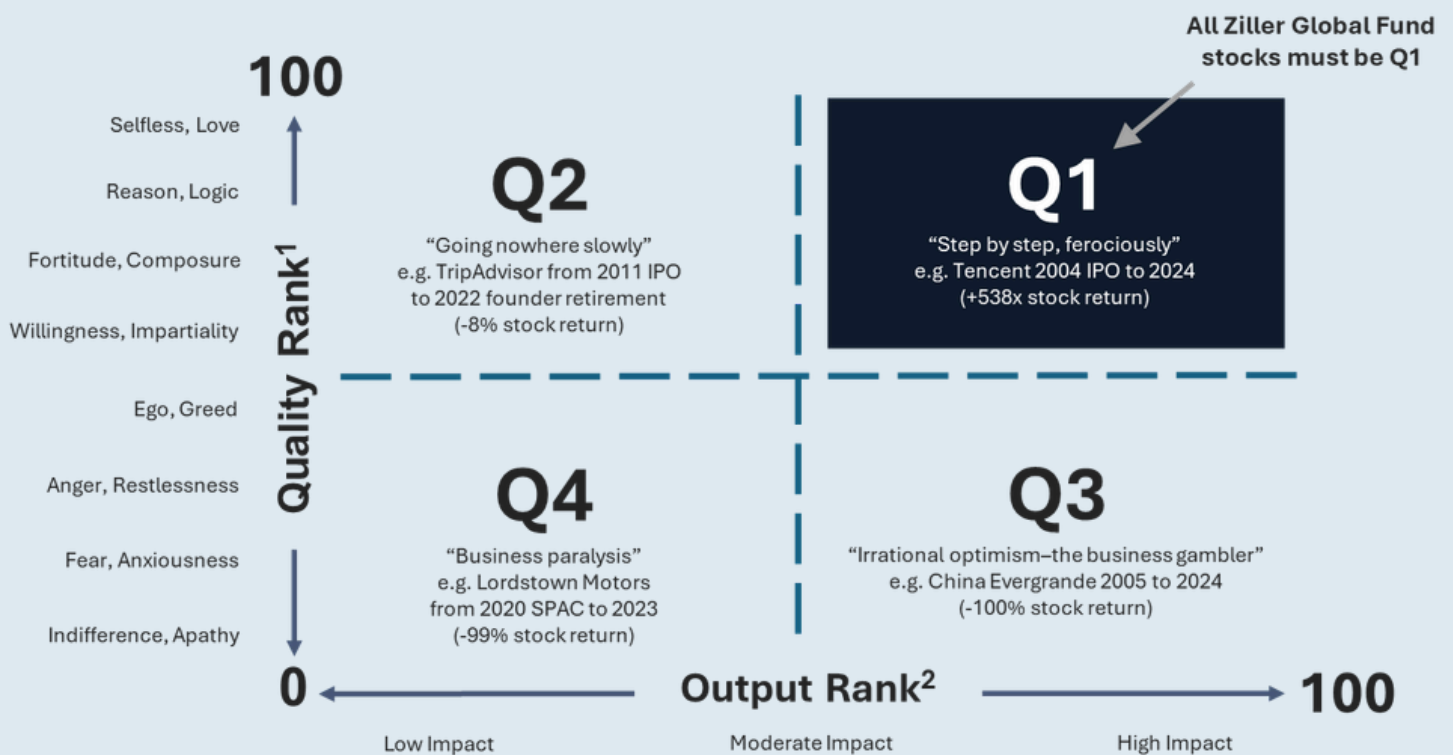 All Ziller Global Fund
stocks must be Q1
100
Selfless, Love
Reason, Logic
Fortitude, Composure
Willingness, Impartiality
Ego, Greed
Anger, Restlessness
Fear, Anxiousness
Indifference, Apathy
Quality Rank¹
Q2
“Going nowhere slowly”
e.g. TripAdvisor from 2011 IPO
to 2022 founder retirement
(-8% stock return)
Q1
“Step by step, ferociously”
e.g. Tencent 2004 IPO to 2024
(+538x stock return)
Q4
“Business paralysis”
e.g. Lordstown Motors
from 2020 SPAC to 2023
(-99% stock return)
Q3
“Irrational optimism–the business gambler”
e.g. China Evergrande 2005 to 2024
(-100% stock return)
0
Output Rank²
100
Low Impact
Moderate Impact
High Impact